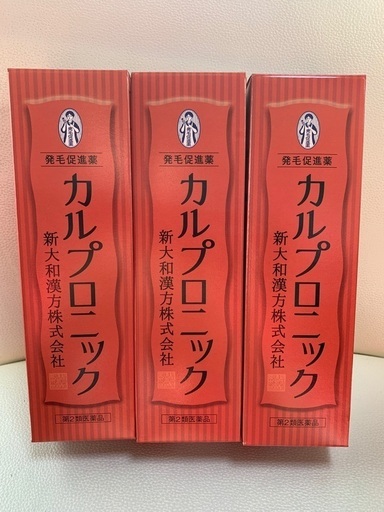 発毛促進薬
カルプロニック
新大和漢方株式会社
第2類医薬品
発毛促進薬
カルプロニック
新大和漢方株式会社
第2類医薬品
発毛促進薬
カルプロニック
新大和漢方株式会社
第2類医薬品